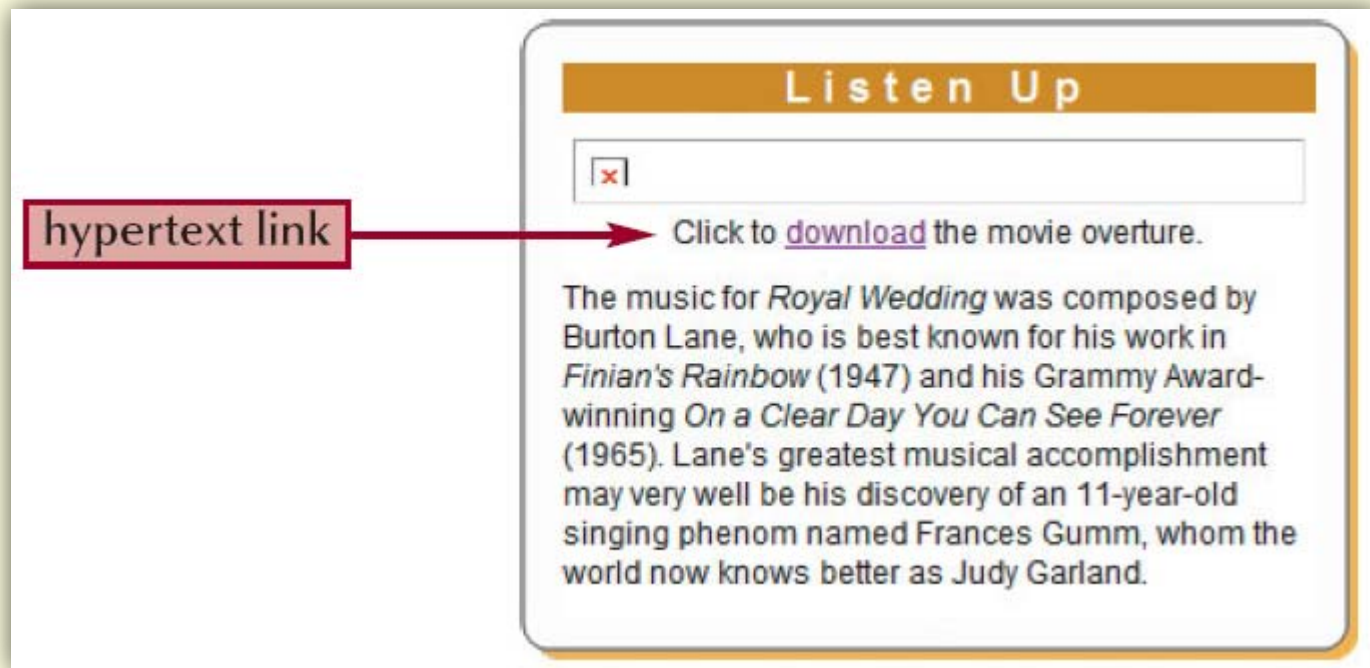 Listen Up
hypertext link
Click to download the movie overture.
The music for Royal Wedding was composed by
Burton Lane, who is best known for his work in
Finian's Rainbow (1947) and his Grammy Award-
winning On a Clear Day You Can See Forever
(1965). Lane's greatest musical accomplishment
may very well be his discovery of an 11-year-old
singing phenom named Frances Gumm, whom the
world now knows better as Judy Garland.